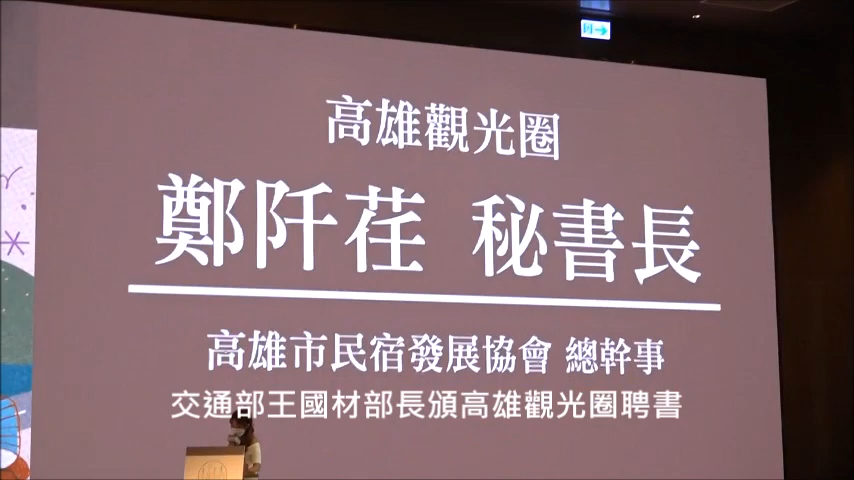 高雄觀光圈
鄭阡荏 秘書長
高雄市民宿發展協會 總幹事
交通部王國材部長頒高雄觀光圈聘書